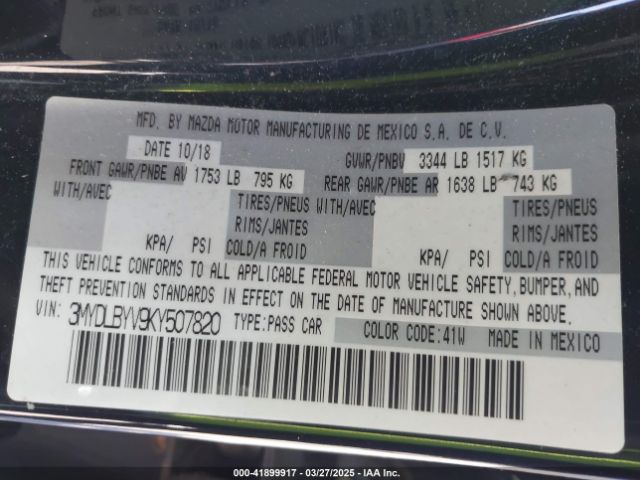 MFD. BY MAZDA MOTOR MANUFACTURING DE MEXICO S.A. DE C.V.
DATE 10/18 GVWR/PNBV 3344 LB 1517 KG
FRONT GAWR/PNBE AV 1753 LB 795 KG REAR GAWR/PNBE AR 1638 LB 743 KG
WITH/AVEC TIRES/PNEUS WITH/AVEC TIRES/PNEUS
RIMS/JANTES RIMS/JANTES
KPA/ PSI COLD/A FROID KPA/ PSI COLD/A FROID
THIS VEHICLE CONFORMS TO ALL APPLICABLE FEDERAL MOTOR VEHICLE SAFETY, BUMPER, AND
THEFT PREVENTION STANDARDS IN EFFECT ON THE DATE OF MANUFACTURE SHOWN ABOVE.
VIN: 3MYDLBYV9KY507820 TYPE:PASS CAR COLOR CODE:41W MADE IN MEXICO
000-41899917 - 03/27/2025 - IAA Inc.